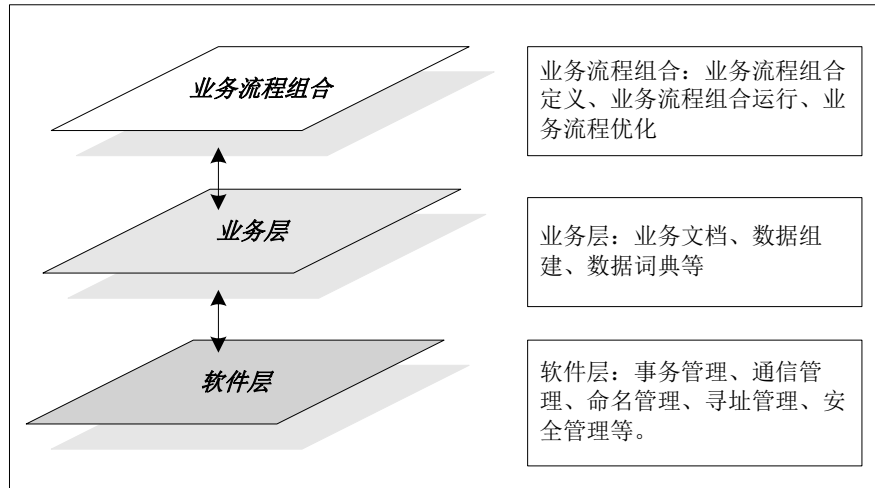 业务流程组合
业务流程组合：业务流程组合
定义、业务流程组合运行、业
务流程优化
业务层
业务层：业务文档、数据组
建、数据词典等
软件层
软件层：事务管理、通信管
理、命名管理、寻址管理、安
全管理等。